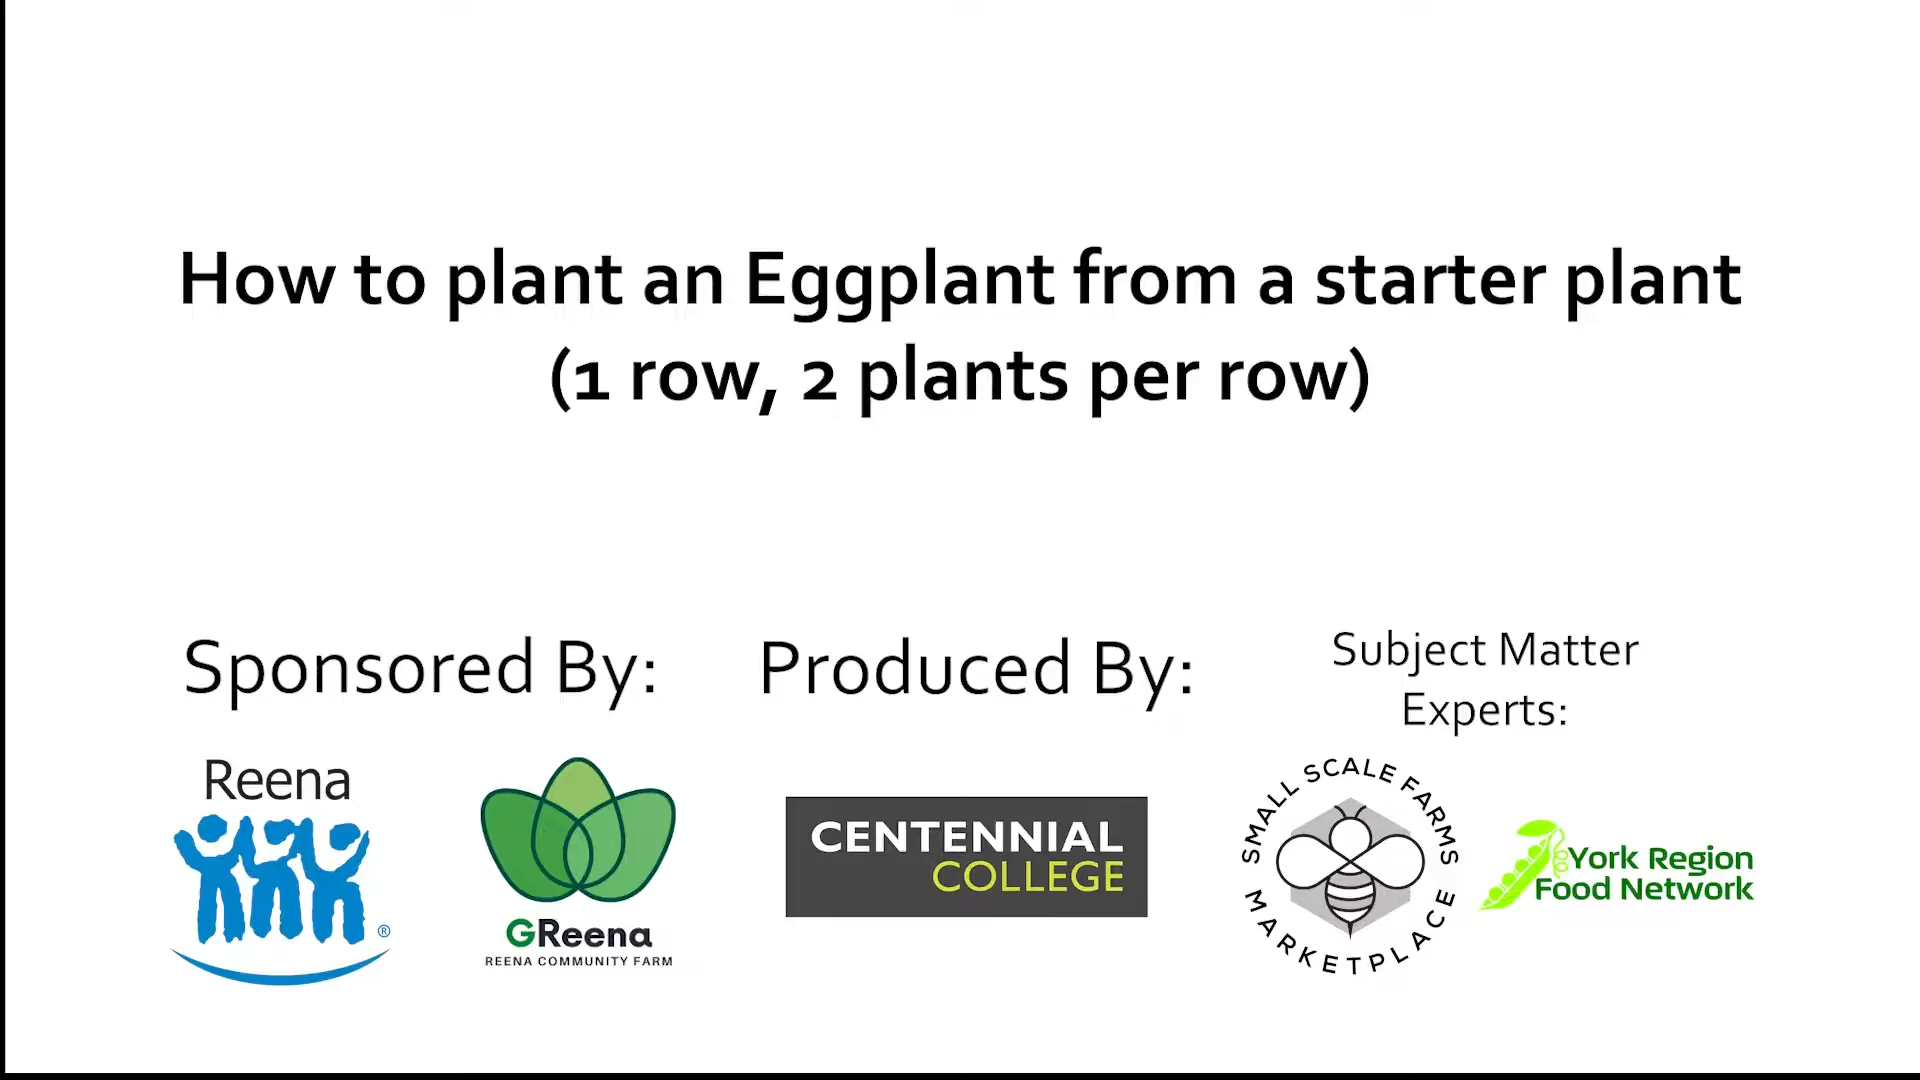 How to plant an Eggplant from a starter plant
(1 row, 2 plants per row)
Sponsored By:
Reena
®
GReena
REENA COMMUNITY FARM
Produced By:
CENTENNIAL
COLLEGE
Subject Matter
Experts:
SMALL SCALE FARMS
MARKETPLACE
York Region
Food Network